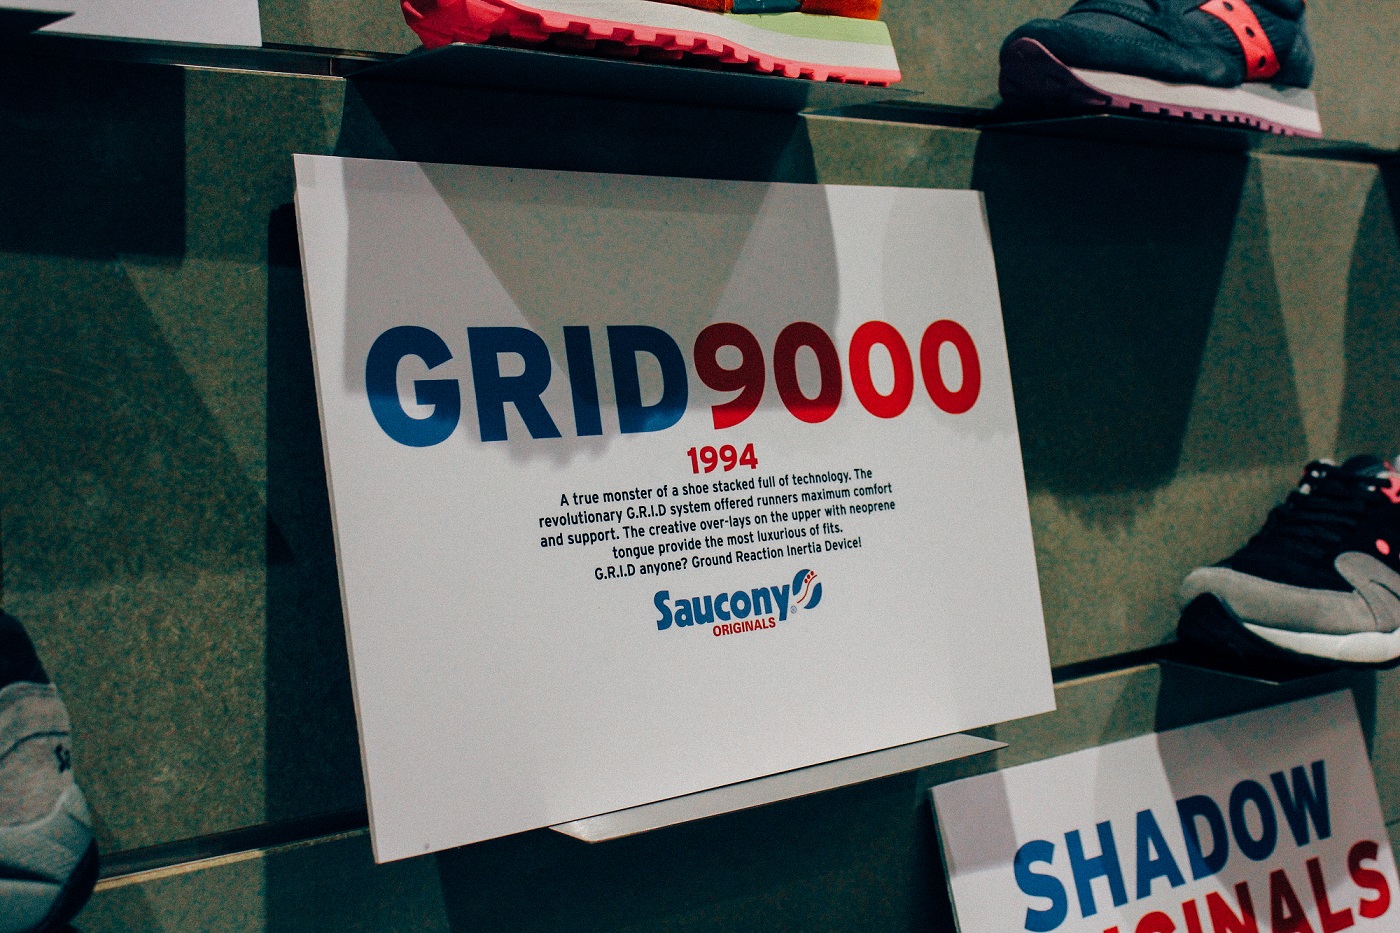 GRID9000
1994
A true monster of a shoe stacked full of technology. The
revolutionary G.R.I.D system offered runners maximum comfort
and support. The creative over-lays on the upper with neoprene
tongue provide the most luxurious of fits.
G.R.I.D anyone? Ground Reaction Inertia Device!
Saucony®
ORIGINALS
SHADOW
ORIGINALS